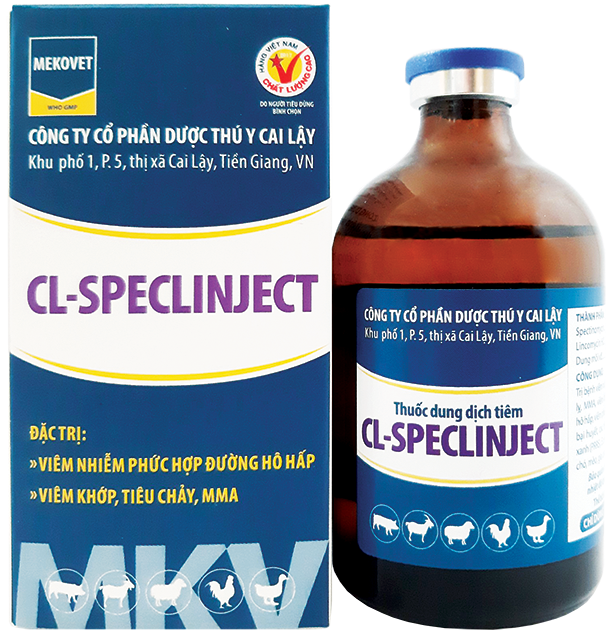 MEKOVET
WHO GMP
HÀNG VIỆT NAM
CHẤT LƯỢNG CAO
DO NGƯỜI TIÊU DÙNG
BÌNH CHỌN
CÔNG TY CỔ PHẦN DƯỢC THÚ Y CAI LẬY
Khu phố 1, P. 5, thị xã Cai Lậy, Tiền Giang, VN
CL-SPECLINJECT
ĐẶC TRỊ:
»VIÊM NHIỄM PHỨC HỢP ĐƯỜNG HÔ HẤP
»VIÊM KHỚP, TIÊU CHẢY, MMA
MKV
CÔNG TY CỔ PHẦN DƯỢC THÚ Y CAI LẬY
Khu phố 1, P. 5, thị xã Cai Lậy, Tiền Giang, VN
Thuốc dung dịch tiêm
CL-SPECLINJECT
THÀNH PHẦN
CÔNG DỤNG